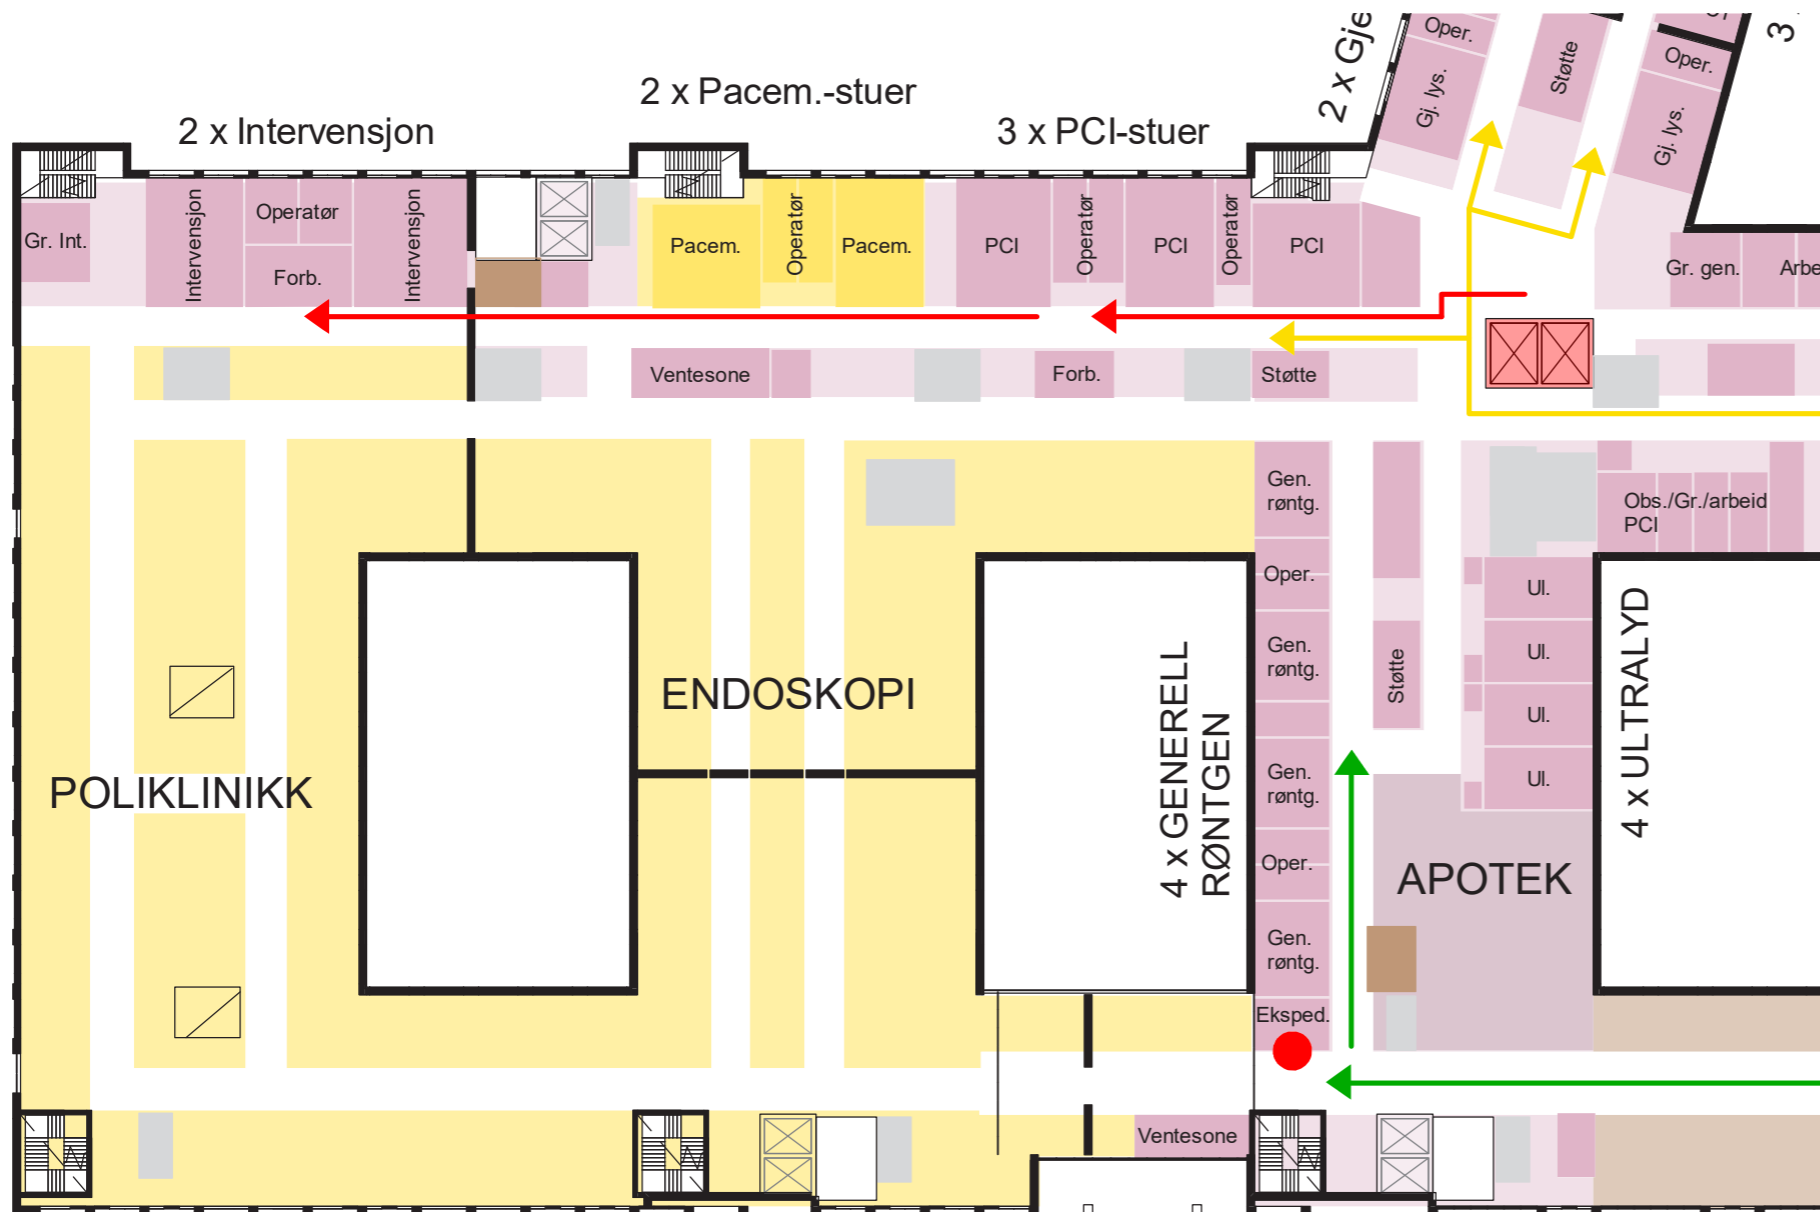 2 x Intervensjon
2 x Pacem.-stuer
3 x PCI-stuer
2 x Gje
3
Oper.
Gj. lys.
Støtte
Oper.
Gj. lys.
Gr. Int.
Intervensjon
Operatør
Forb.
Intervensjon
Pacem.
Operatør
Pacem.
PCI
Operatør
PCI
Operatør
PCI
Gr. gen.
Arbe
Ventesone
Forb.
Støtte
Gen.
røntg.
Oper.
Gen.
røntg.
Gen.
røntg.
Oper.
Gen.
røntg.
Eksped.
Støtte
Obs./Gr./arbeid
PCI
Ul.
Ul.
Ul.
Ul.
4 x ULTRALYD
4 x GENERELL
RØNTGEN
ENDOSKOPI
POLIKLINIKK
APOTEK
Ventesone